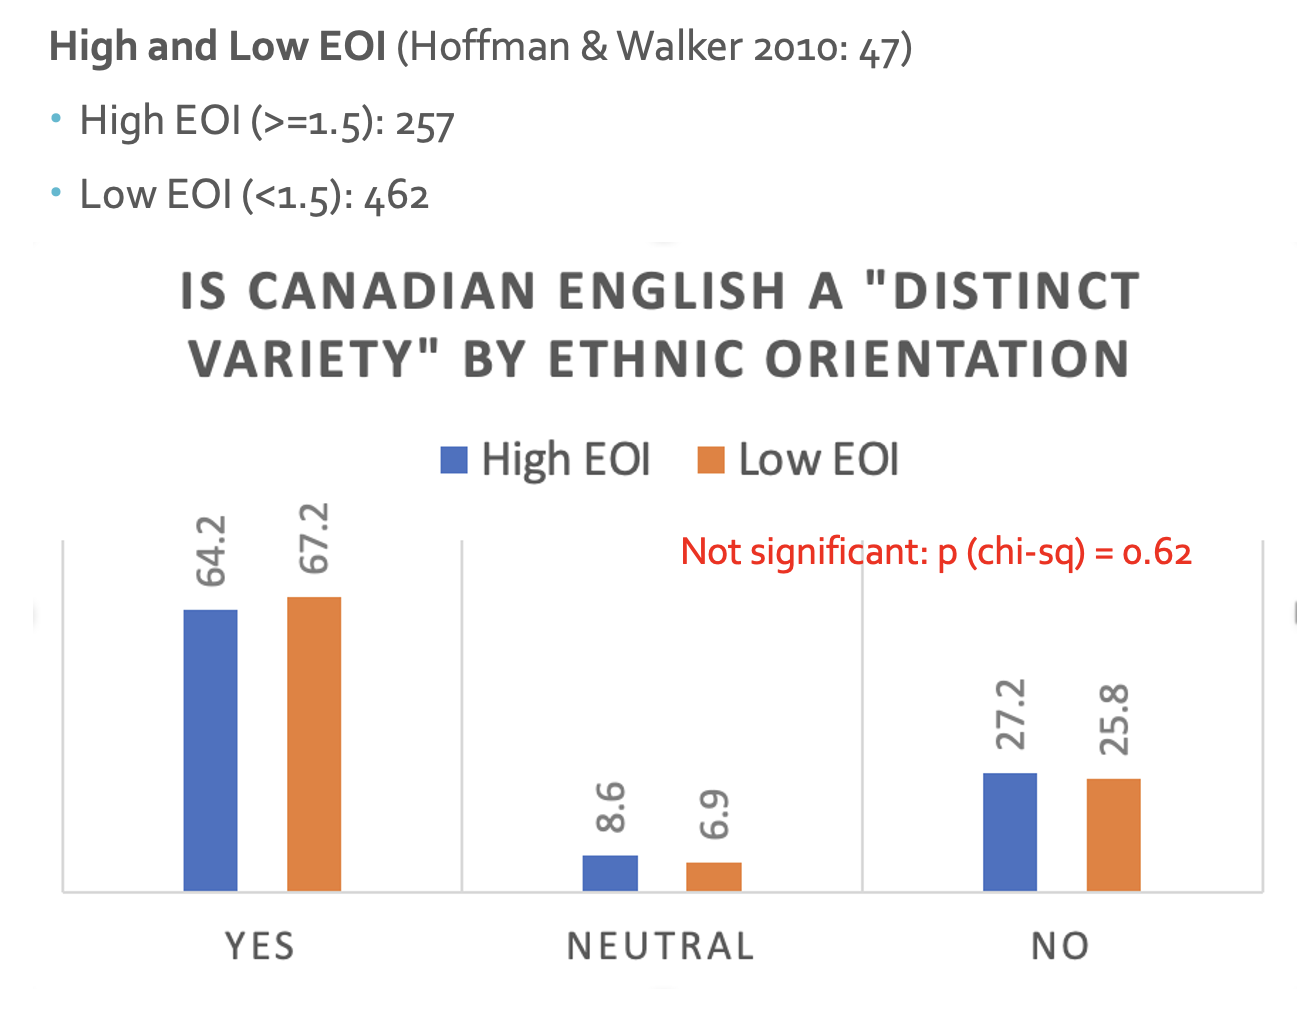 High and Low EOI (Hoffman & Walker 2010: 47)
• High EOI (>=1.5): 257
• Low EOI (<1.5): 462
IS CANADIAN ENGLISH A "DISTINCT
VARIETY" BY ETHNIC ORIENTATION
High EOI Low EOI
Not significant: p (chi-sq) = 0.62
64.2 67.2
8.6 6.9
27.2 25.8
YES NEUTRAL NO